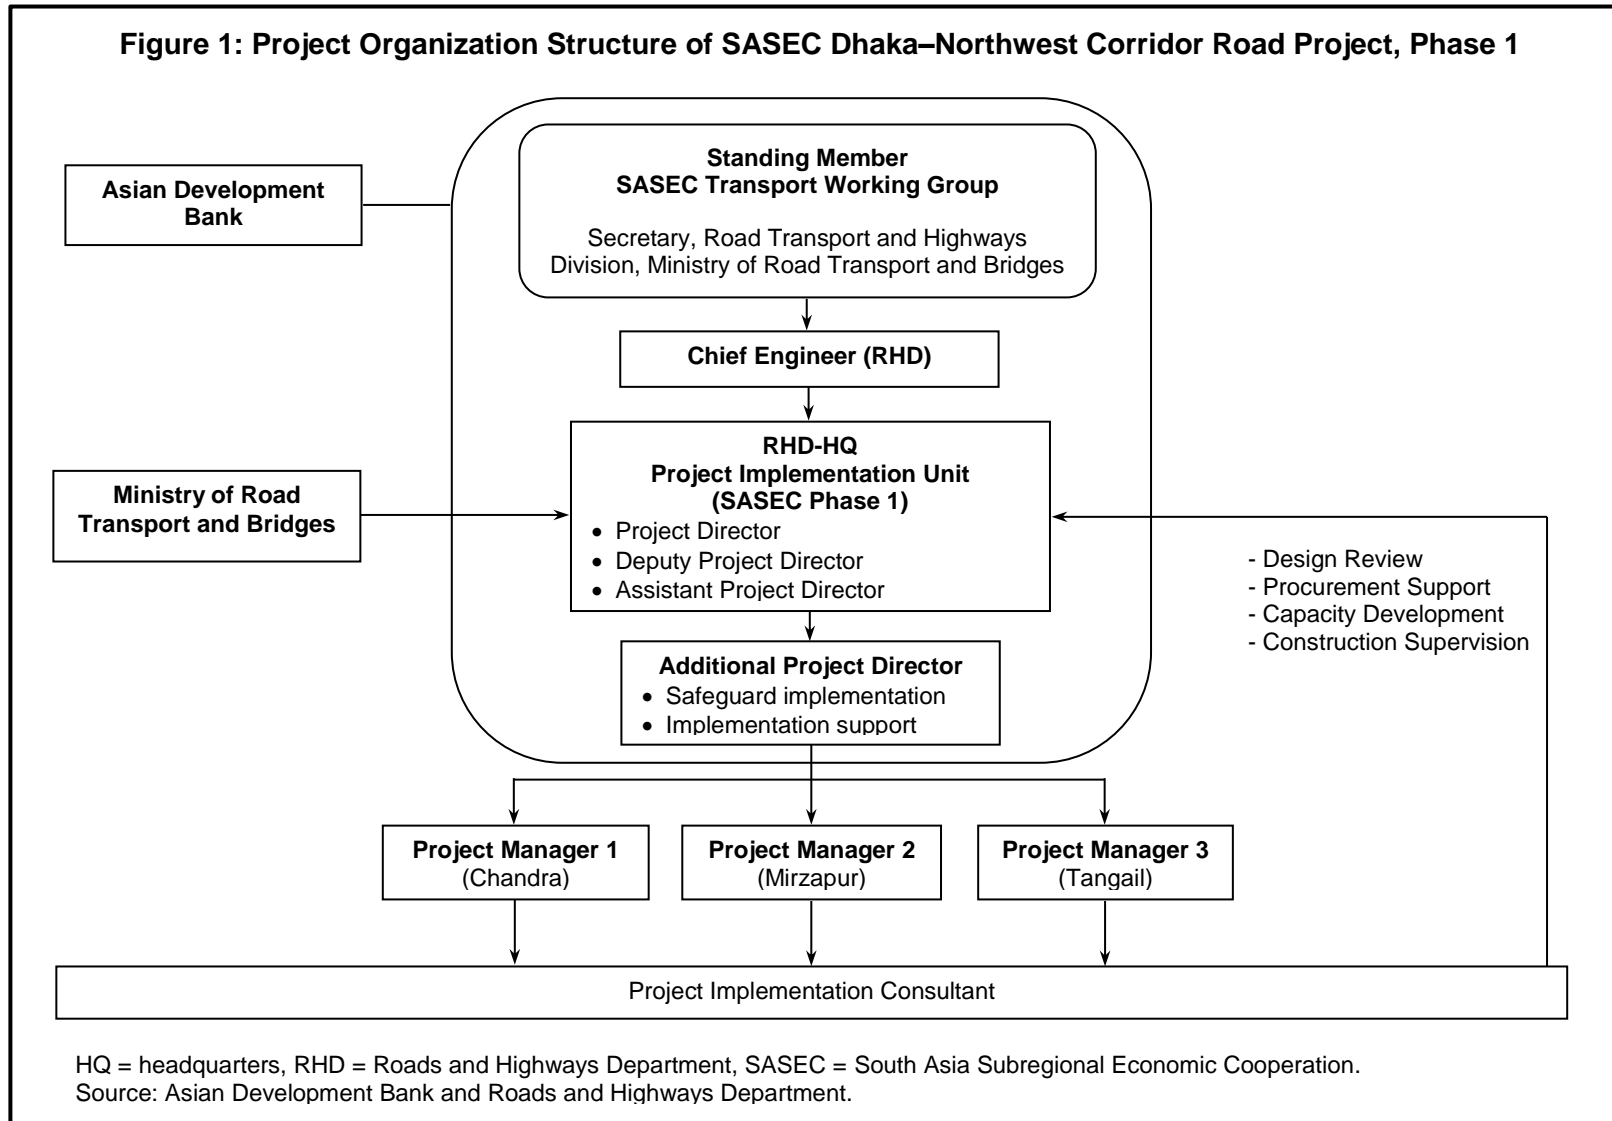 Figure 1: Project Organization Structure of SASEC Dhaka–Northwest Corridor Road Project, Phase 1
Standing Member
SASEC Transport Working Group
Secretary, Road Transport and Highways
Division, Ministry of Road Transport and Bridges
Asian Development
Bank
Chief Engineer (RHD)
RHD-HQ
Project Implementation Unit
(SASEC Phase 1)
• Project Director
• Deputy Project Director
• Assistant Project Director
Ministry of Road
Transport and Bridges
- Design Review
- Procurement Support
- Capacity Development
- Construction Supervision
Additional Project Director
• Safeguard implementation
• Implementation support
Project Manager 1
(Chandra)
Project Manager 2
(Mirzapur)
Project Manager 3
(Tangail)
Project Implementation Consultant
HQ = headquarters, RHD = Roads and Highways Department, SASEC = South Asia Subregional Economic Cooperation.
Source: Asian Development Bank and Roads and Highways Department.